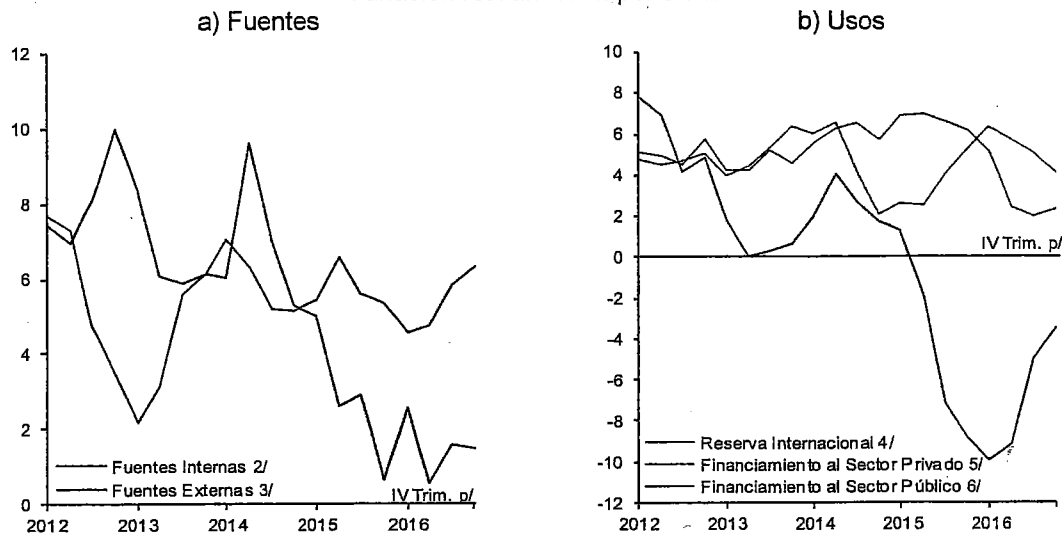 a) Fuentes
12
10
8
6
4
2
0
2012 2013 2014 2015 2016
Fuentes Internas 2/
Fuentes Externas 3/
IV Trim. p/
b) Usos
10
8
6
4
2
0
-2
-4
-6
-8
-10
-12
2012 2013 2014 2015 2016
IV Trim. p/
Reserva Internacional 4/
Financiamiento al Sector Privado 5/
Financiamiento al Sector Público 6/